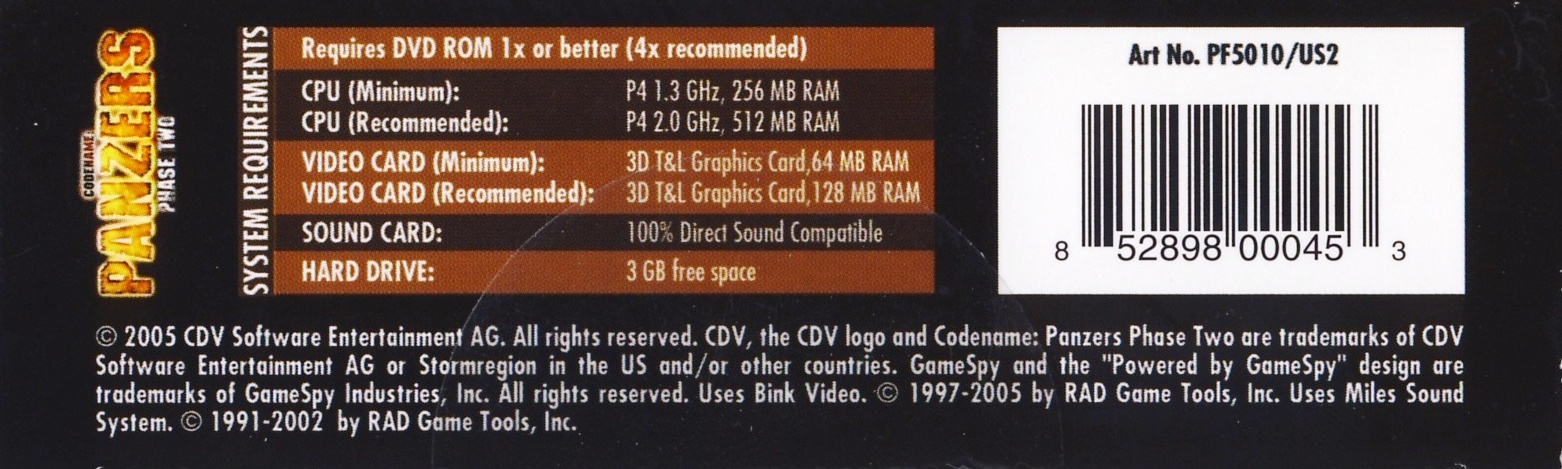 CODENAME
PANZERS
PHASE TWO
SYSTEM REQUIREMENTS
Requires DVD ROM 1x or better (4x recommended)
CPU (Minimum): P4 1.3 GHz, 256 MB RAM
CPU (Recommended): P4 2.0 GHz, 512 MB RAM
VIDEO CARD (Minimum): 3D T&L Graphics Card,64 MB RAM
VIDEO CARD (Recommended): 3D T&L Graphics Card,128 MB RAM
SOUND CARD: 100% Direct Sound Compatible
HARD DRIVE: 3 GB free space
Art No. PF5010/US2
8 52898 00045 3
© 2005 CDV Software Entertainment AG. All rights reserved. CDV, the CDV logo and Codename: Panzers Phase Two are trademarks of CDV
Software Entertainment AG or Stormregion in the US and/or other countries. GameSpy and the "Powered by GameSpy" design are
trademarks of GameSpy Industries, Inc. All rights reserved. Uses Bink Video. © 1997-2005 by RAD Game Tools, Inc. Uses Miles Sound
System. © 1991-2002 by RAD Game Tools, Inc.